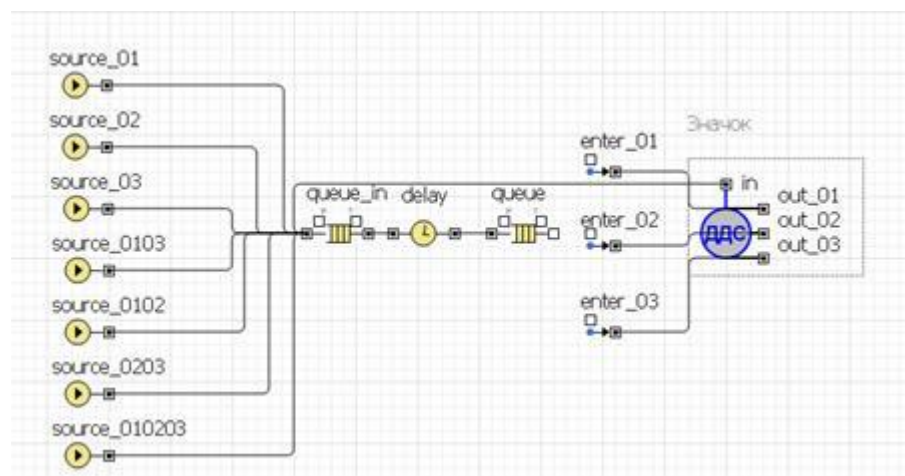 source_01
source_02
source_03
source_0103
source_0102
source_0203
source_010203
queue_in
delay
queue
enter_01
enter_02
enter_03
Значок
in
ДДС
out_01
out_02
out_03